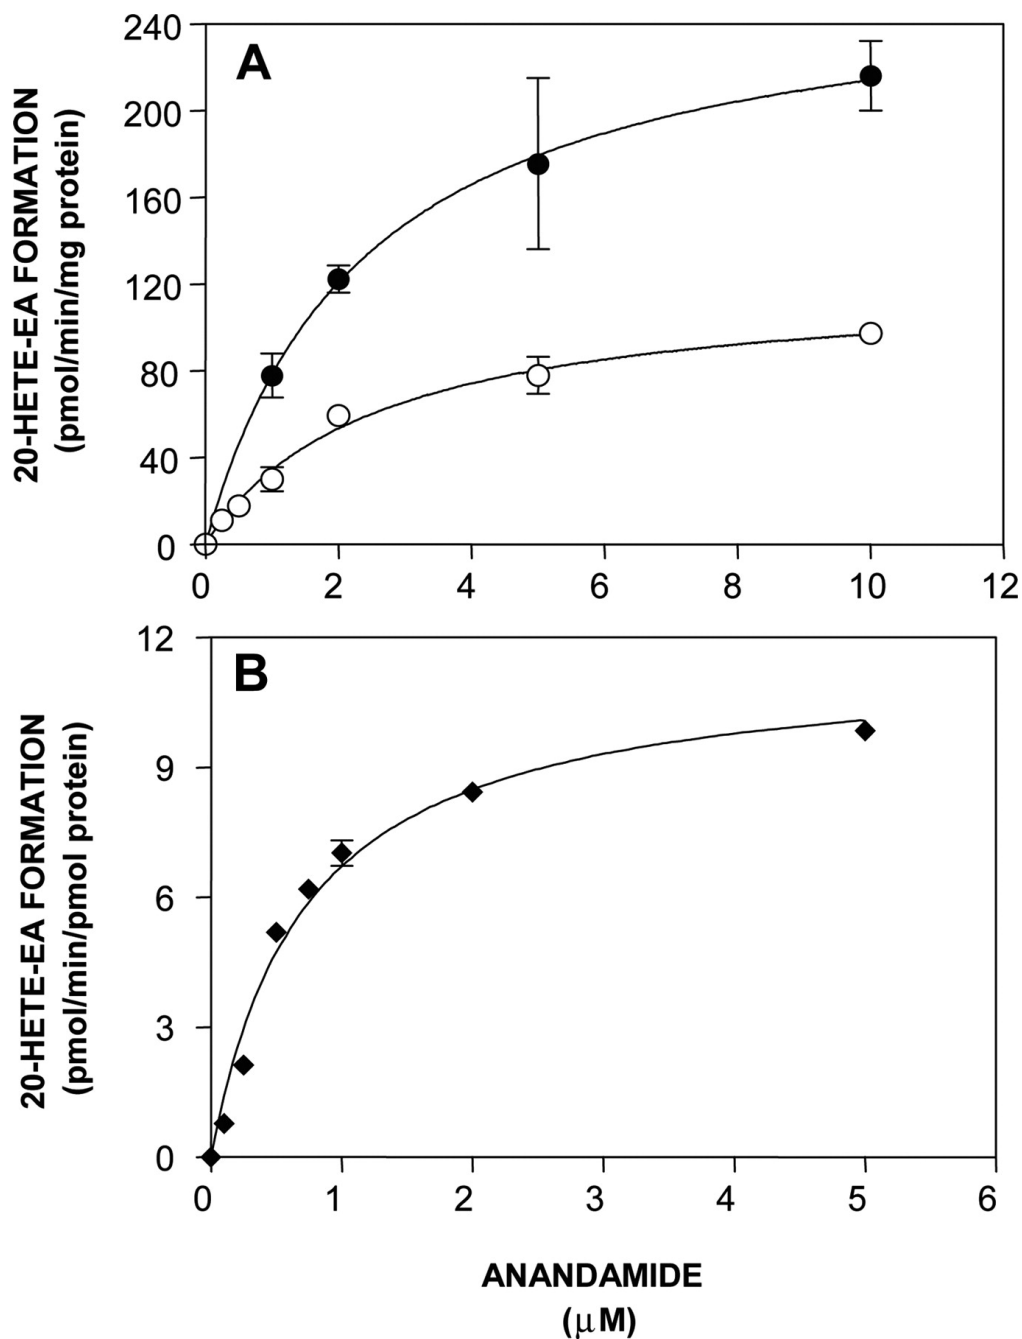 A
20-HETE-EA FORMATION
(pmol/min/mg protein)
240
200
160
120
80
40
0
0 2 4 6 8 10 12
B
20-HETE-EA FORMATION
(pmol/min/pmol protein)
12
9
6
3
0
0 1 2 3 4 5 6
ANANDAMIDE
(μM)